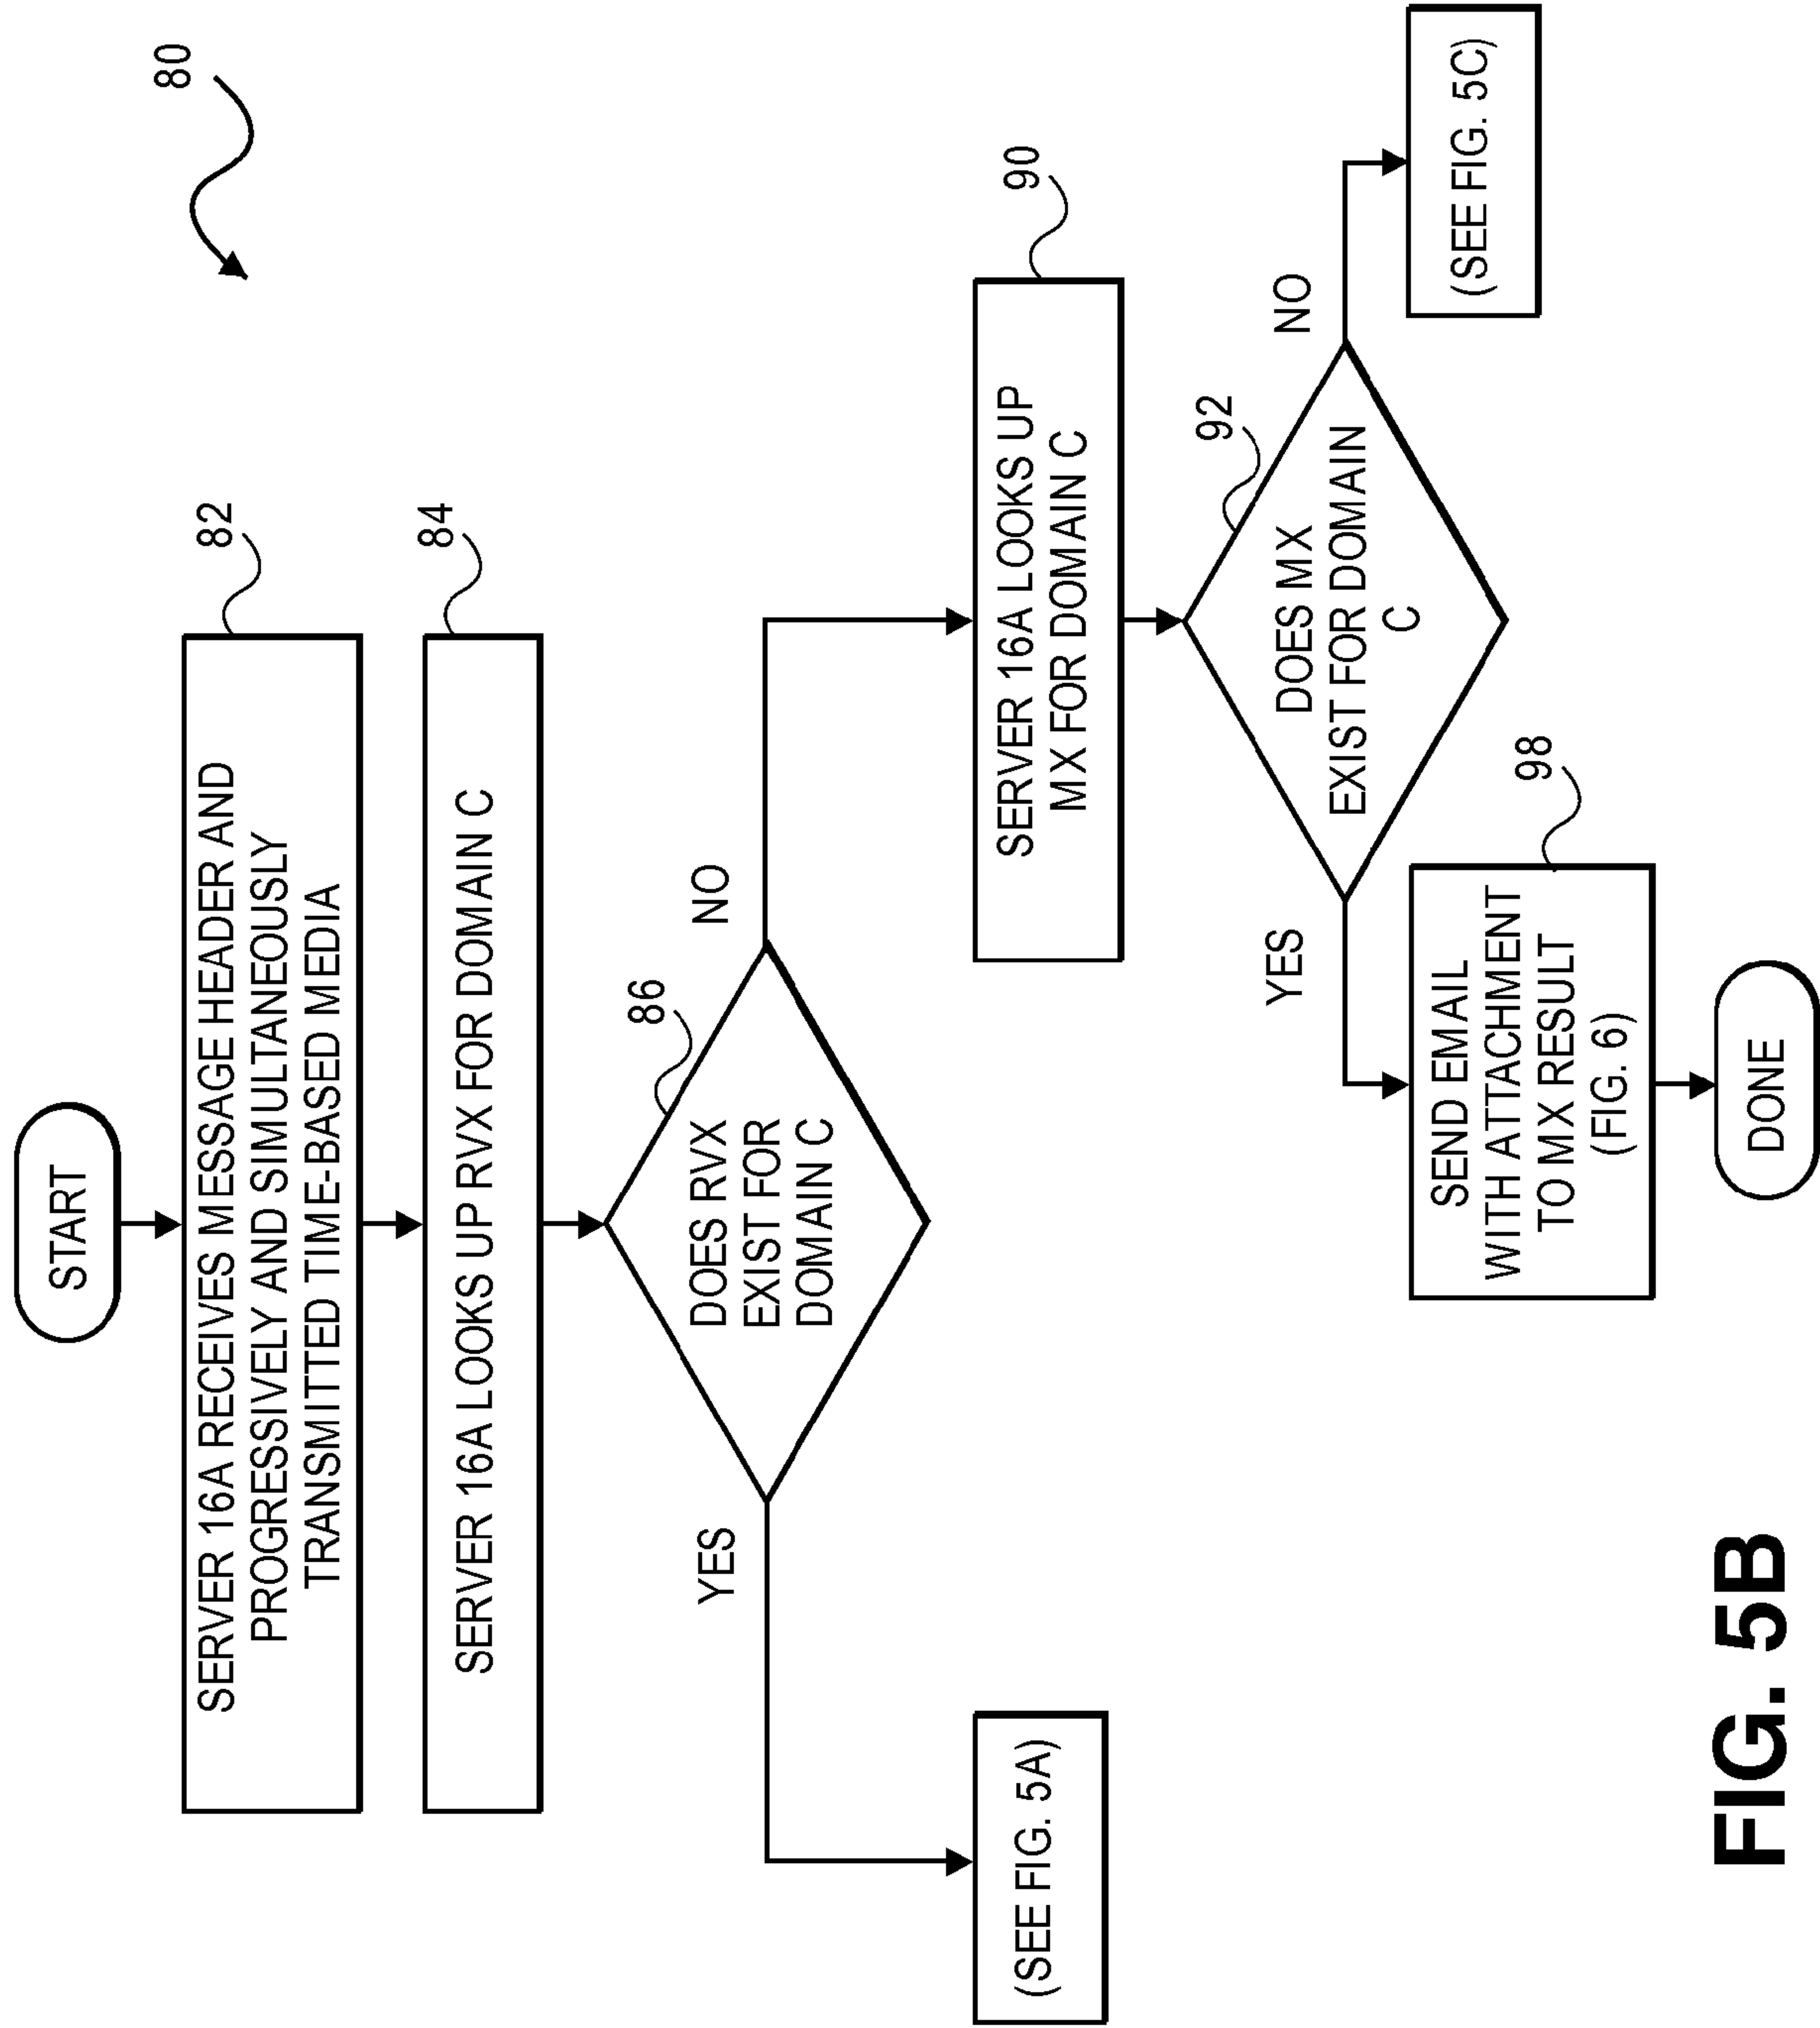 80
START
82
SERVER 16A RECEIVES MESSAGE HEADER AND
PROGRESSIVELY AND SIMULTANEOUSLY
TRANSMITTED TIME-BASED MEDIA
84
SERVER 16A LOOKS UP RVX FOR DOMAIN C
86
DOES RVX
EXIST FOR
DOMAIN C
YES
NO
(SEE FIG. 5A)
90
SERVER 16A LOOKS UP
MX FOR DOMAIN C
92
DOES MX
EXIST FOR DOMAIN
C
YES
NO
98
SEND EMAIL
WITH ATTACHMENT
TO MX RESULT
(FIG. 6)
(SEE FIG. 5C)
DONE
FIG. 5B